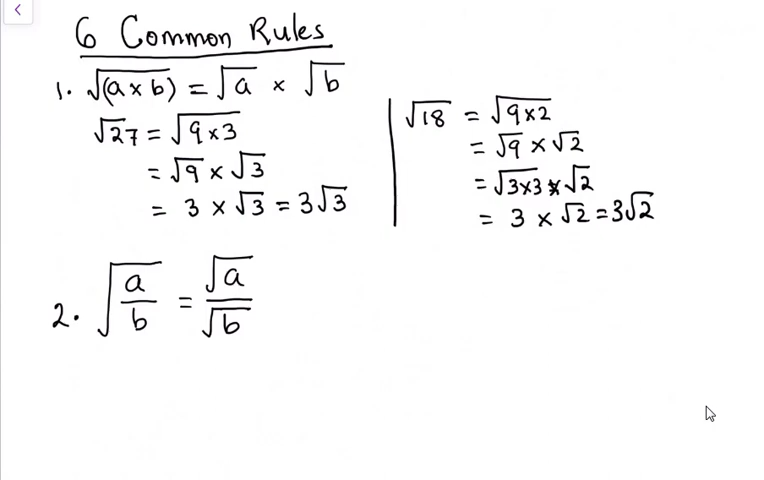 6 Common Rules
1. √(a × b) = √a × √b
√27 = √9 × 3
= √9 × √3
= 3 × √3 = 3√3
√18 = √9 × 2
= √9 × √2
= √3 × 3 × √2
= 3 × √2 = 3√2
2. √a/b = √a/√b